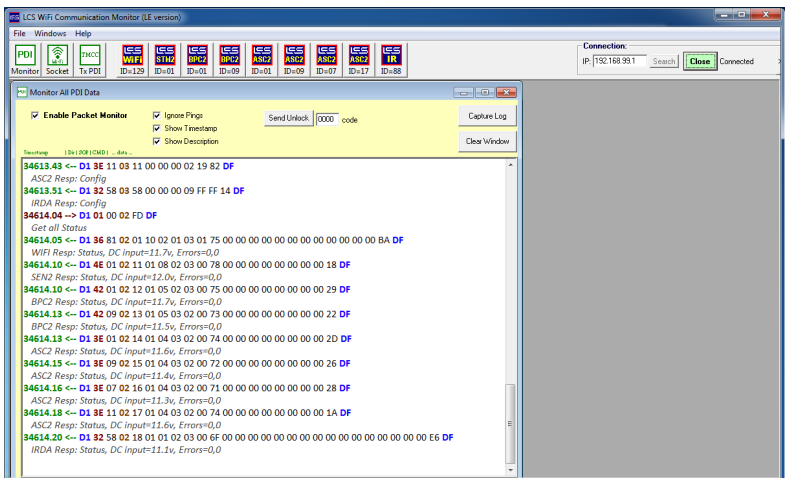 LCS WiFi Communication Monitor (LE version)
File Windows Help
PDI WiFi TMCC LCS WiFi LCS STM2 LCS BPC2 LCS BPC2 LCS ASC2 LCS ASC2 LCS ASC2 LCS ASC2 LCS IR
Monitor Socket Tx PDI ID=129 ID=01 ID=01 ID=09 ID=01 ID=09 ID=07 ID=17 ID=88
Connection:
IP: 192.168.99.1 Search Close Connected
Monitor All PDI Data
Enable Packet Monitor
Ignore Pings
Show Timestamp
Show Description
Send Unlock 0000 code
Capture Log
Clear Window
Timestamp | Dir | SOP | CMD | ... data ...
34613.43 <-- D1 3E 11 03 11 00 00 00 02 19 82 DF
ASC2 Resp: Config
34613.51 <-- D1 32 58 03 58 00 00 00 09 FF FF 14 DF
IRDA Resp: Config
34614.04 --> D1 01 00 02 FD DF
Get all Status
34614.05 <-- D1 36 81 02 01 10 02 01 03 01 75 00 00 00 00 00 00 00 00 00 00 00 00 BA DF
WIFI Resp: Status, DC input=11.7v, Errors=0,0
34614.10 <-- D1 4E 01 02 11 01 08 02 03 00 78 00 00 00 00 00 00 00 00 18 DF
SEN2 Resp: Status, DC input=12.0v, Errors=0,0
34614.10 <-- D1 42 01 02 12 01 05 02 03 00 75 00 00 00 00 00 00 00 00 29 DF
BPC2 Resp: Status, DC input=11.7v, Errors=0,0
34614.13 <-- D1 42 09 02 13 01 05 03 02 00 73 00 00 00 00 00 00 00 00 22 DF
BPC2 Resp: Status, DC input=11.5v, Errors=0,0
34614.13 <-- D1 3E 01 02 14 01 04 03 02 00 74 00 00 00 00 00 00 00 00 2D DF
ASC2 Resp: Status, DC input=11.6v, Errors=0,0
34614.15 <-- D1 3E 09 02 15 01 04 03 02 00 72 00 00 00 00 00 00 00 00 26 DF
ASC2 Resp: Status, DC input=11.4v, Errors=0,0
34614.16 <-- D1 3E 07 02 16 01 04 03 02 00 71 00 00 00 00 00 00 00 00 28 DF
ASC2 Resp: Status, DC input=11.3v, Errors=0,0
34614.18 <-- D1 3E 11 02 17 01 04 03 02 00 74 00 00 00 00 00 00 00 00 1A DF
ASC2 Resp: Status, DC input=11.6v, Errors=0,0
34614.20 <-- D1 32 58 02 18 01 01 02 03 00 6F 00 00 00 00 00 00 00 00 00 00 00 00 00 00 00 00 E6 DF
IRDA Resp: Status, DC input=11.1v, Errors=0,0